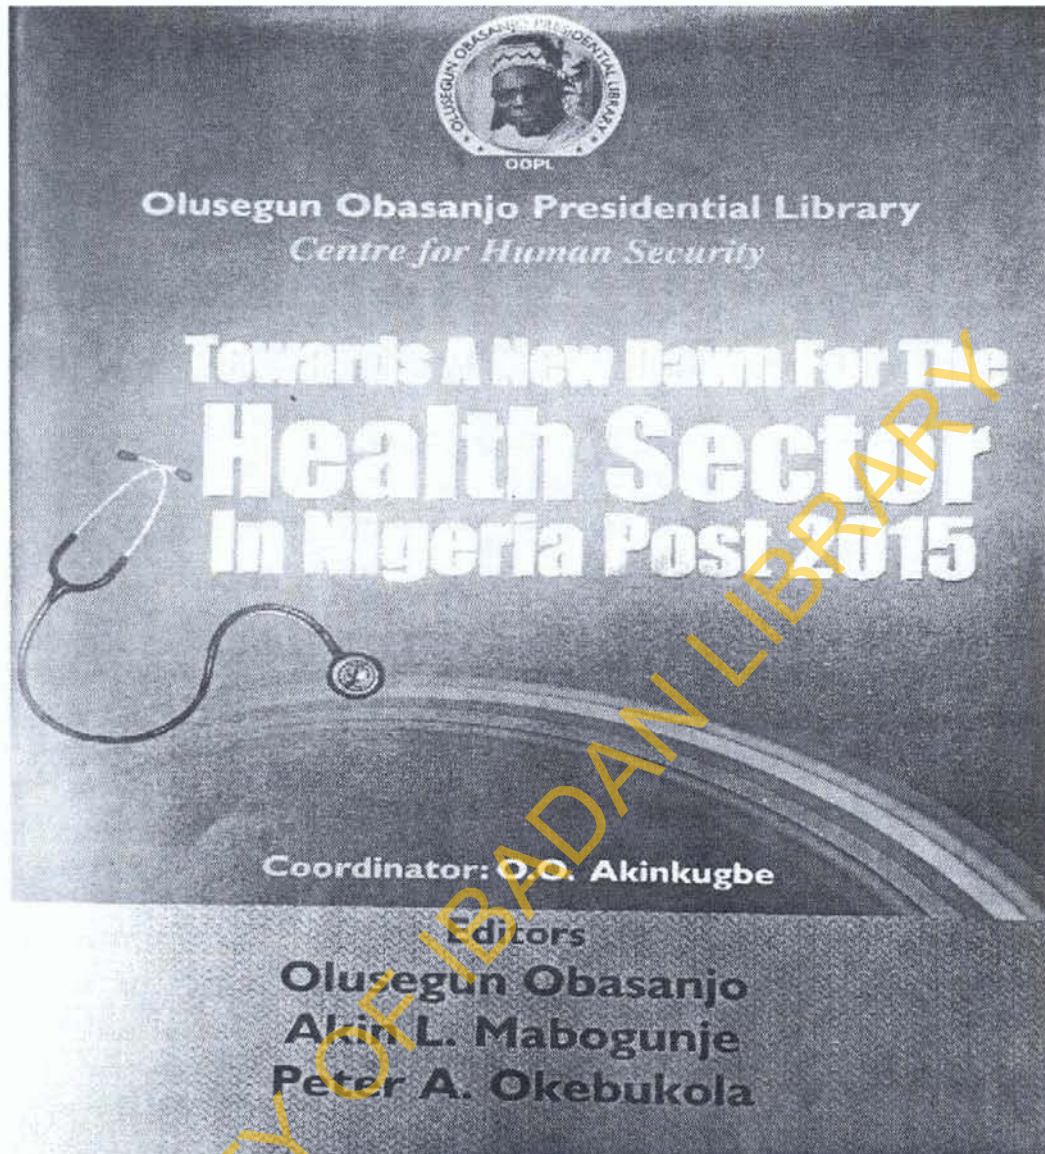 OLUSEGUN OBASANJO PRESIDENTIAL LIBRARY
OOPL
Olusegun Obasanjo Presidential Library
Centre for Human Security
Towards A New Dawn For The
Health Sector
In Nigeria Post 2015
Coordinator: O.O. Akinkugbe
Editors
Olusegun Obasanjo
Akin L. Mabogunje
Peter A. Okebukola
TY OF IBADAN LIBRARY